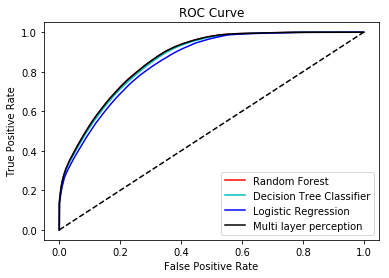 ROC Curve
True Positive Rate
1.0
0.8
0.6
0.4
0.2
0.0
Random Forest
Decision Tree Classifier
Logistic Regression
Multi layer perception
0.0 0.2 0.4 0.6 0.8 1.0
False Positive Rate